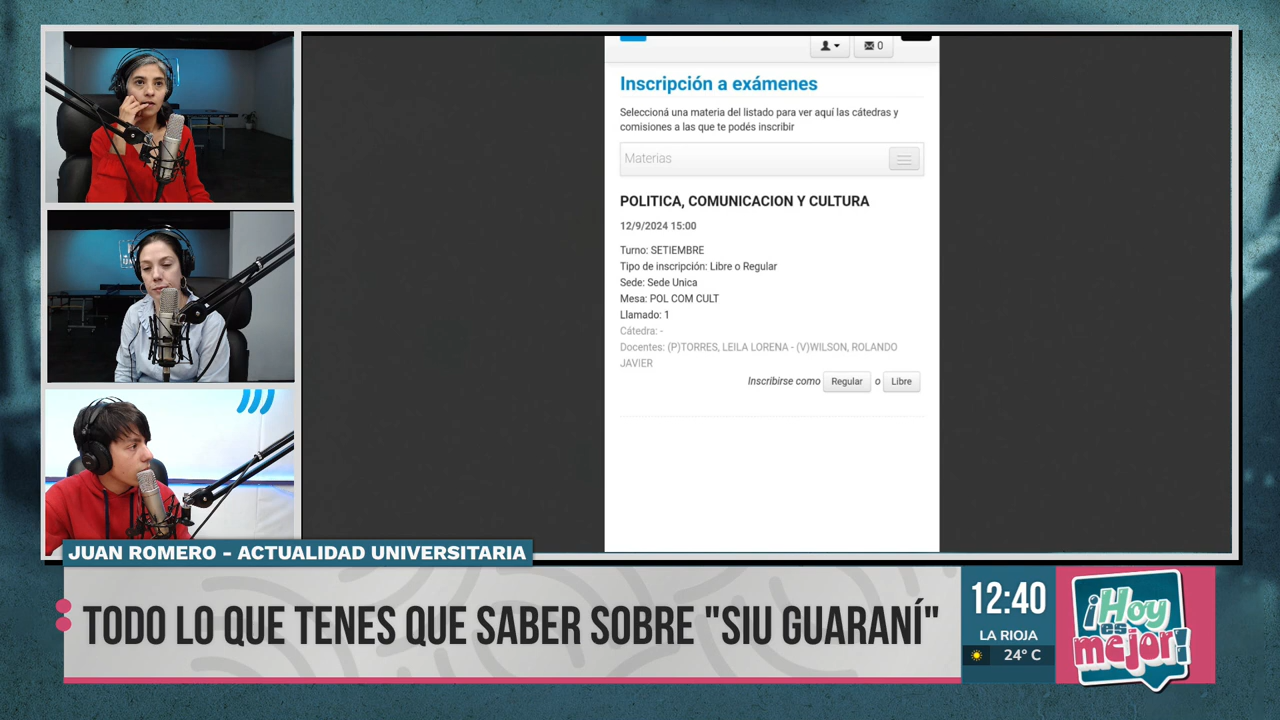 0
Inscripción a exámenes
Seleccioná una materia del listado para ver aquí las cátedras y
comisiones a las que te podés inscribir
Materias
POLITICA, COMUNICACION Y CULTURA
12/9/2024 15:00
Turno: SETIEMBRE
Tipo de inscripción: Libre o Regular
Sede: Sede Unica
Mesa: POL COM CULT
Llamado: 1
Cátedra: -
Docentes: (P)TORRES, LEILA LORENA - (V)WILSON, ROLANDO
JAVIER
Inscribirse como Regular o Libre
JUAN ROMERO - ACTUALIDAD UNIVERSITARIA
TODO LO QUE TENES QUE SABER SOBRE "SIU GUARANÍ"
12:40
LA RIOJA
24° C
¡Hoy
es
mejor!